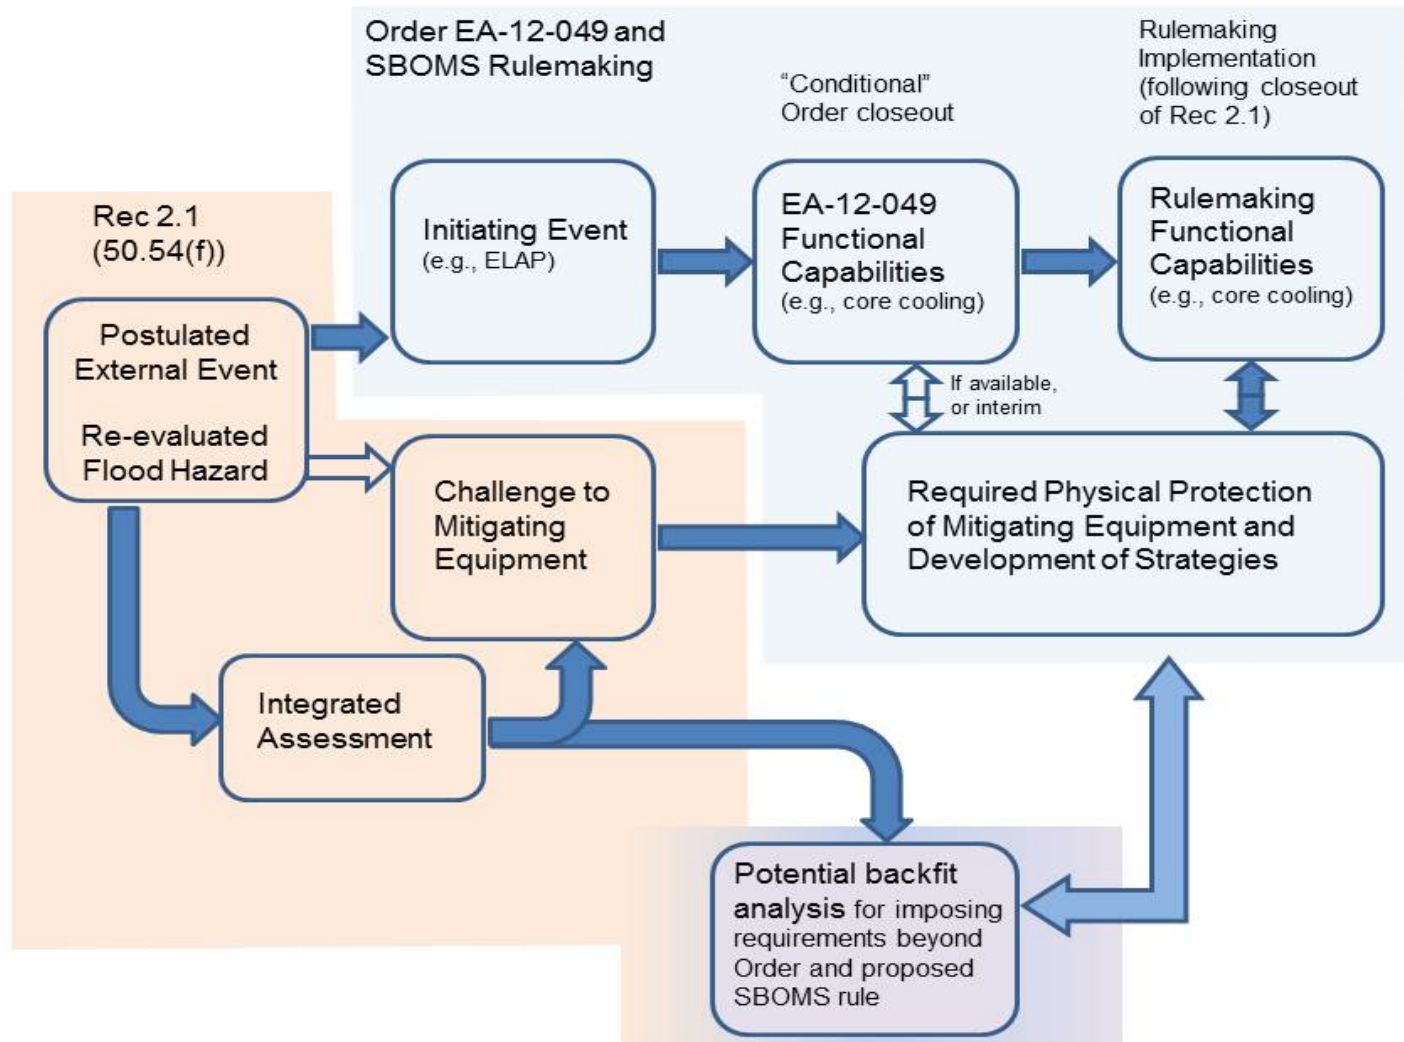 Order EA-12-049 and
SBOMS Rulemaking
“Conditional”
Order closeout
Rulemaking
Implementation
(following closeout
of Rec 2.1)
Rec 2.1
(50.54(f))
Initiating Event
(e.g., ELAP)
EA-12-049
Functional
Capabilities
(e.g., core cooling)
Rulemaking
Functional
Capabilities
(e.g., core cooling)
Postulated
External Event
Re-evaluated
Flood Hazard
If available,
or interim
Challenge to
Mitigating
Equipment
Required Physical Protection
of Mitigating Equipment and
Development of Strategies
Integrated
Assessment
Potential backfit
analysis for imposing
requirements beyond
Order and proposed
SBOMS rule